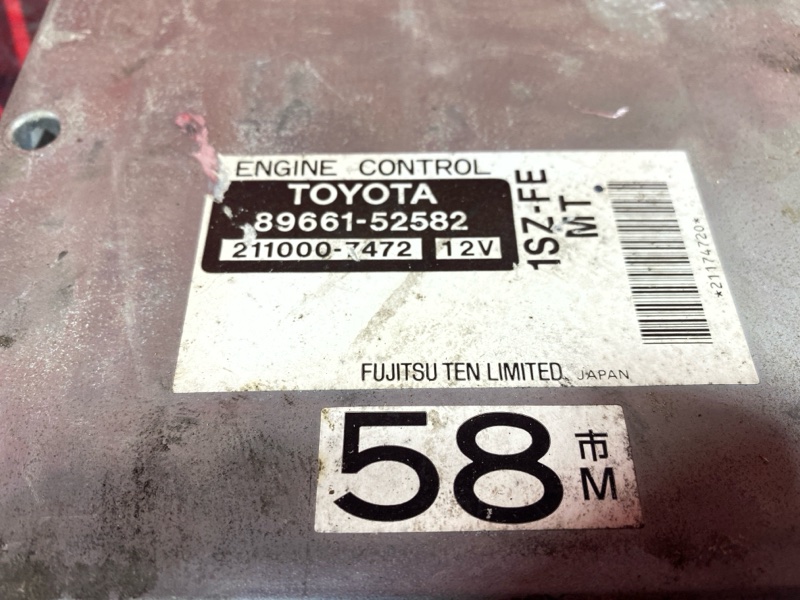 ENGINE CONTROL
TOYOTA
89661-52582
211000-7472 12V
1SZ-FE
MT
*21174720*
FUJITSU TEN LIMITED. JAPAN
58 市
M